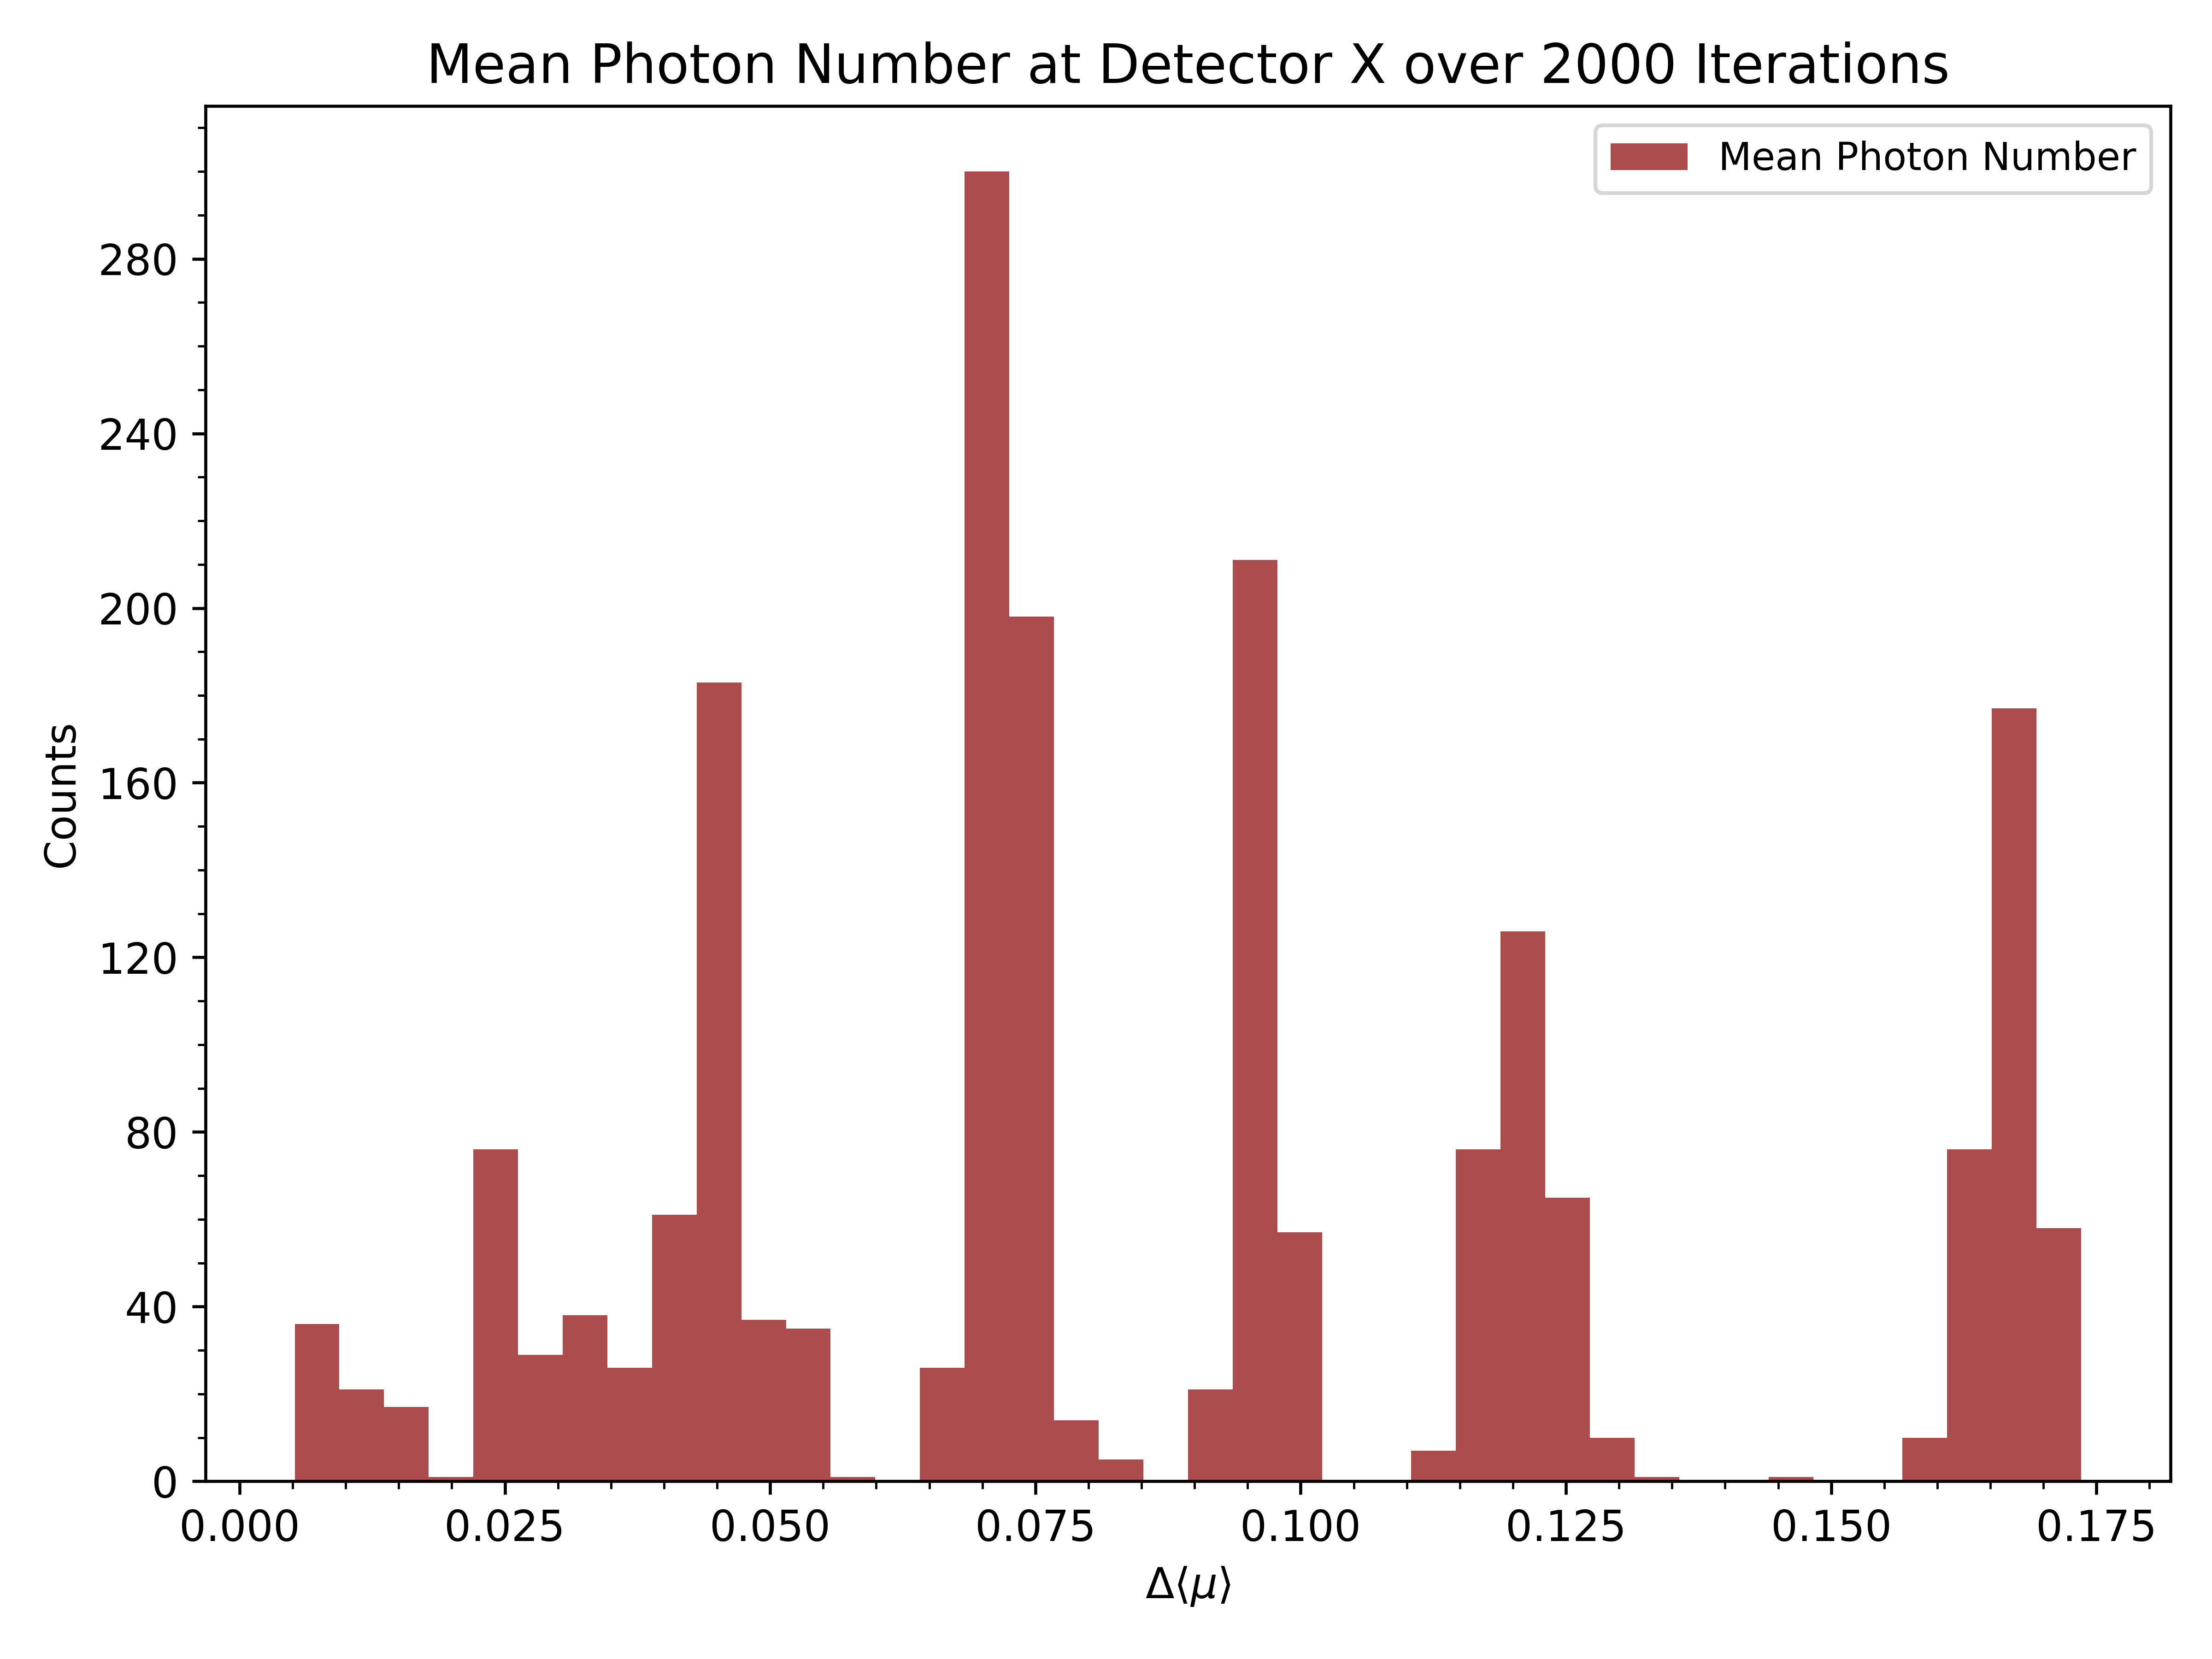 Mean Photon Number at Detector X over 2000 Iterations
Mean Photon Number
280
240
200
160
120
80
40
0
Counts
0.000 0.025 0.050 0.075 0.100 0.125 0.150 0.175
Δ⟨μ⟩